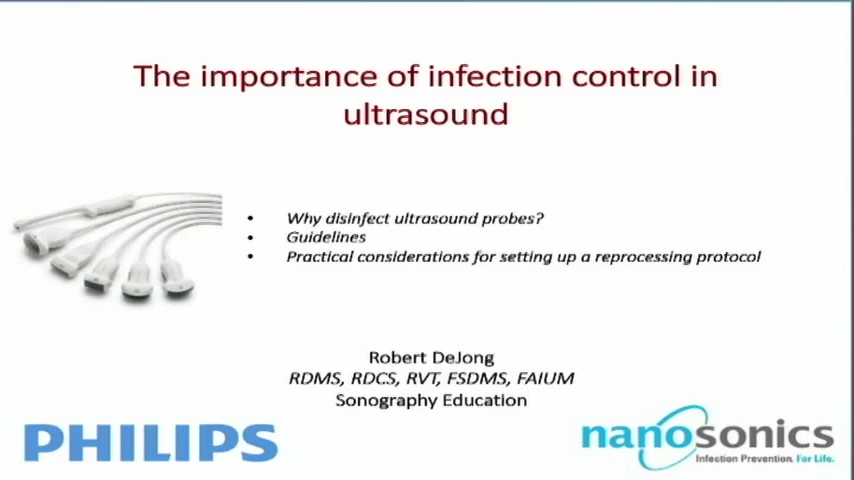 The importance of infection control in
ultrasound
• Why disinfect ultrasound probes?
• Guidelines
• Practical considerations for setting up a reprocessing protocol
Robert DeJong
RDMS, RDCS, RVT, FSDMS, FAIUM
Sonography Education
PHILIPS
nanosonics
Infection Prevention. For Life.